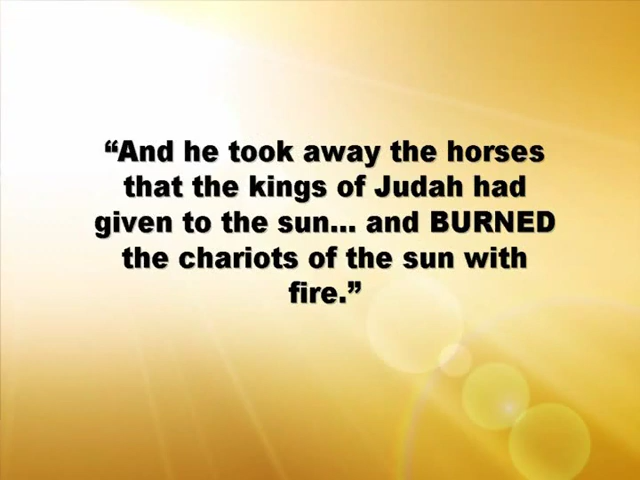 “And he took away the horses
that the kings of Judah had
given to the sun... and BURNED
the chariots of the sun with
fire.”